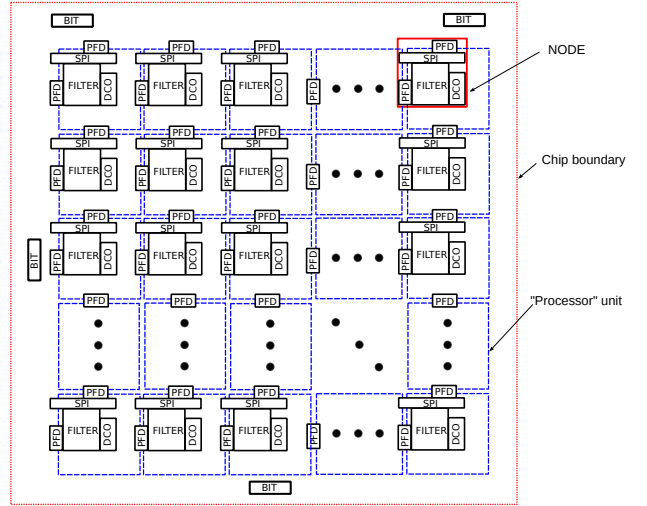 BIT BIT
PFD PFD PFD PFD
NODE
SPI SPI SPI SPI
PFD FILTER DCO PFD FILTER DCO PFD FILTER DCO PFD PFD FILTER DCO
PFD PFD PFD PFD
SPI SPI SPI SPI
Chip boundary
PFD FILTER DCO PFD FILTER DCO PFD FILTER DCO PFD PFD FILTER DCO
PFD PFD PFD PFD
SPI SPI SPI SPI
BIT PFD FILTER DCO PFD FILTER DCO PFD FILTER DCO PFD PFD FILTER DCO
PFD PFD PFD PFD
"Processor" unit
PFD PFD PFD PFD
SPI SPI SPI SPI
PFD FILTER DCO PFD FILTER DCO PFD FILTER DCO PFD PFD FILTER DCO
BIT